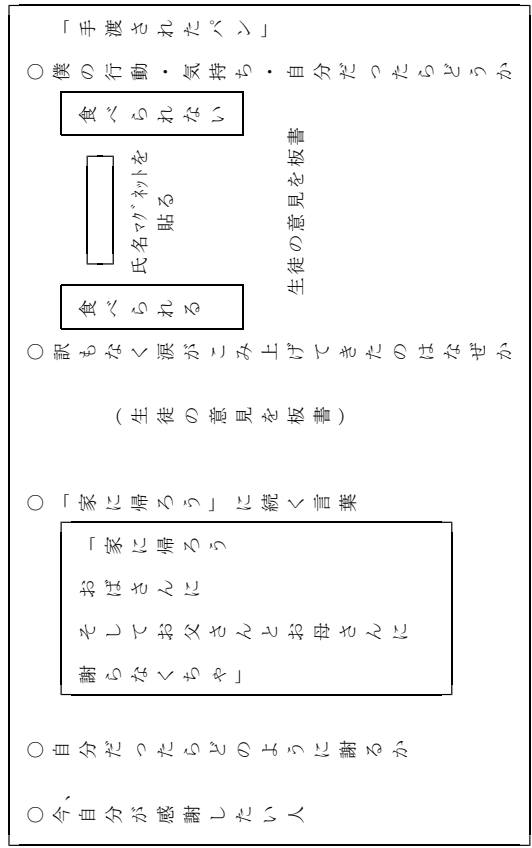 「手渡されたパン」
○僕の行動・気持ち・自分だったらどうか
食べられない
氏名マグネットを
貼る
生徒の意見を板書
食べられる
○訳もなく涙がこみ上げてきたのはなぜか
(生徒の意見を板書)
○「家に帰ろう」に続く言葉
「家に帰ろう
おばさんに
そしてお父さんとお母さんに
謝らなくちゃ」
○自分だったらどのように謝るか
○今、自分が感謝したい人